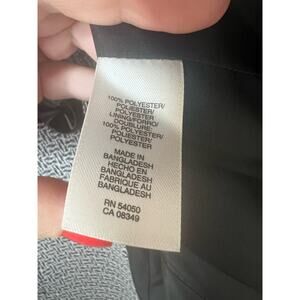 100% POLYESTER/
POLIESTER/
POLYESTER
LINING/FORRO/
DOUBLURE:
100% POLYESTER/
POLIESTER/
POLYESTER
MADE IN
BANGLADESH
HECHO EN
BANGLADESH
FABRIQUE AU
BANGLADESH
RN 54050
CA 08349